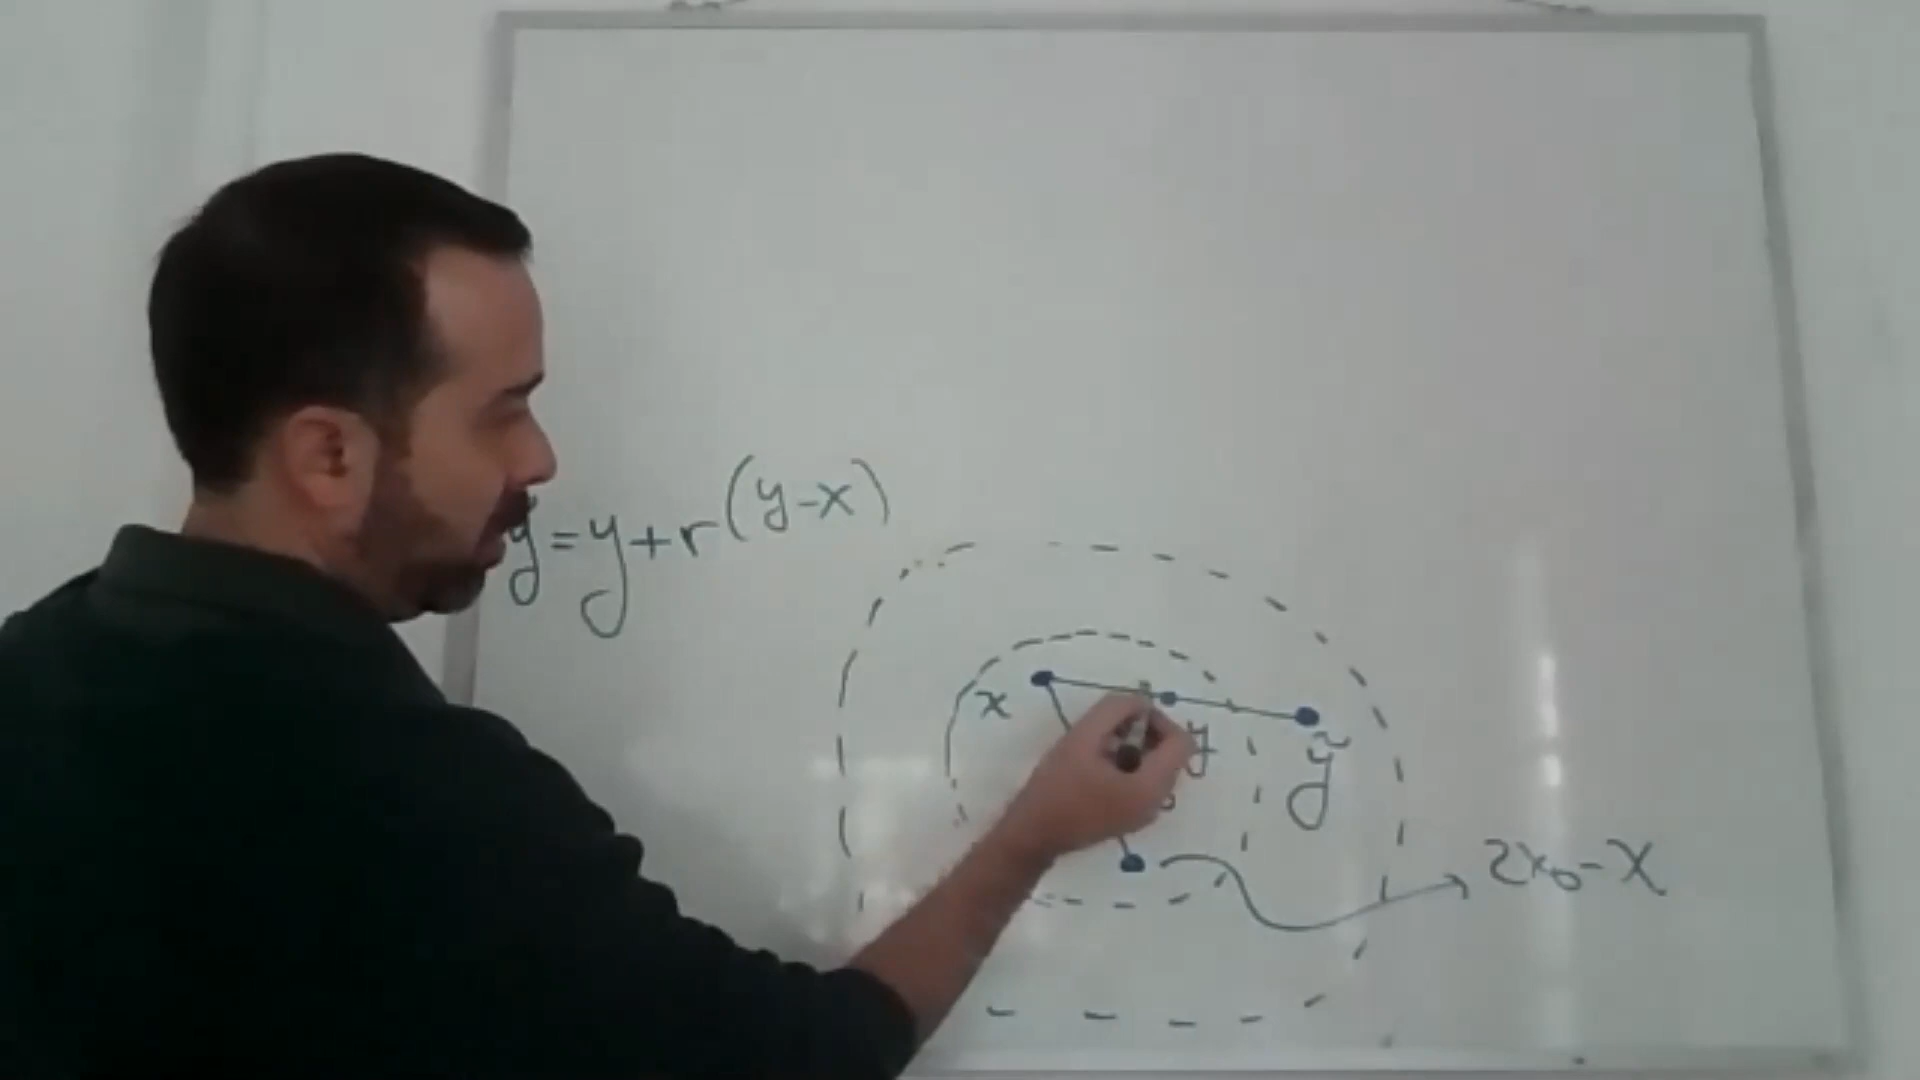 ỹ=y+r(y-x)
x
y
ỹ
2x₀-x